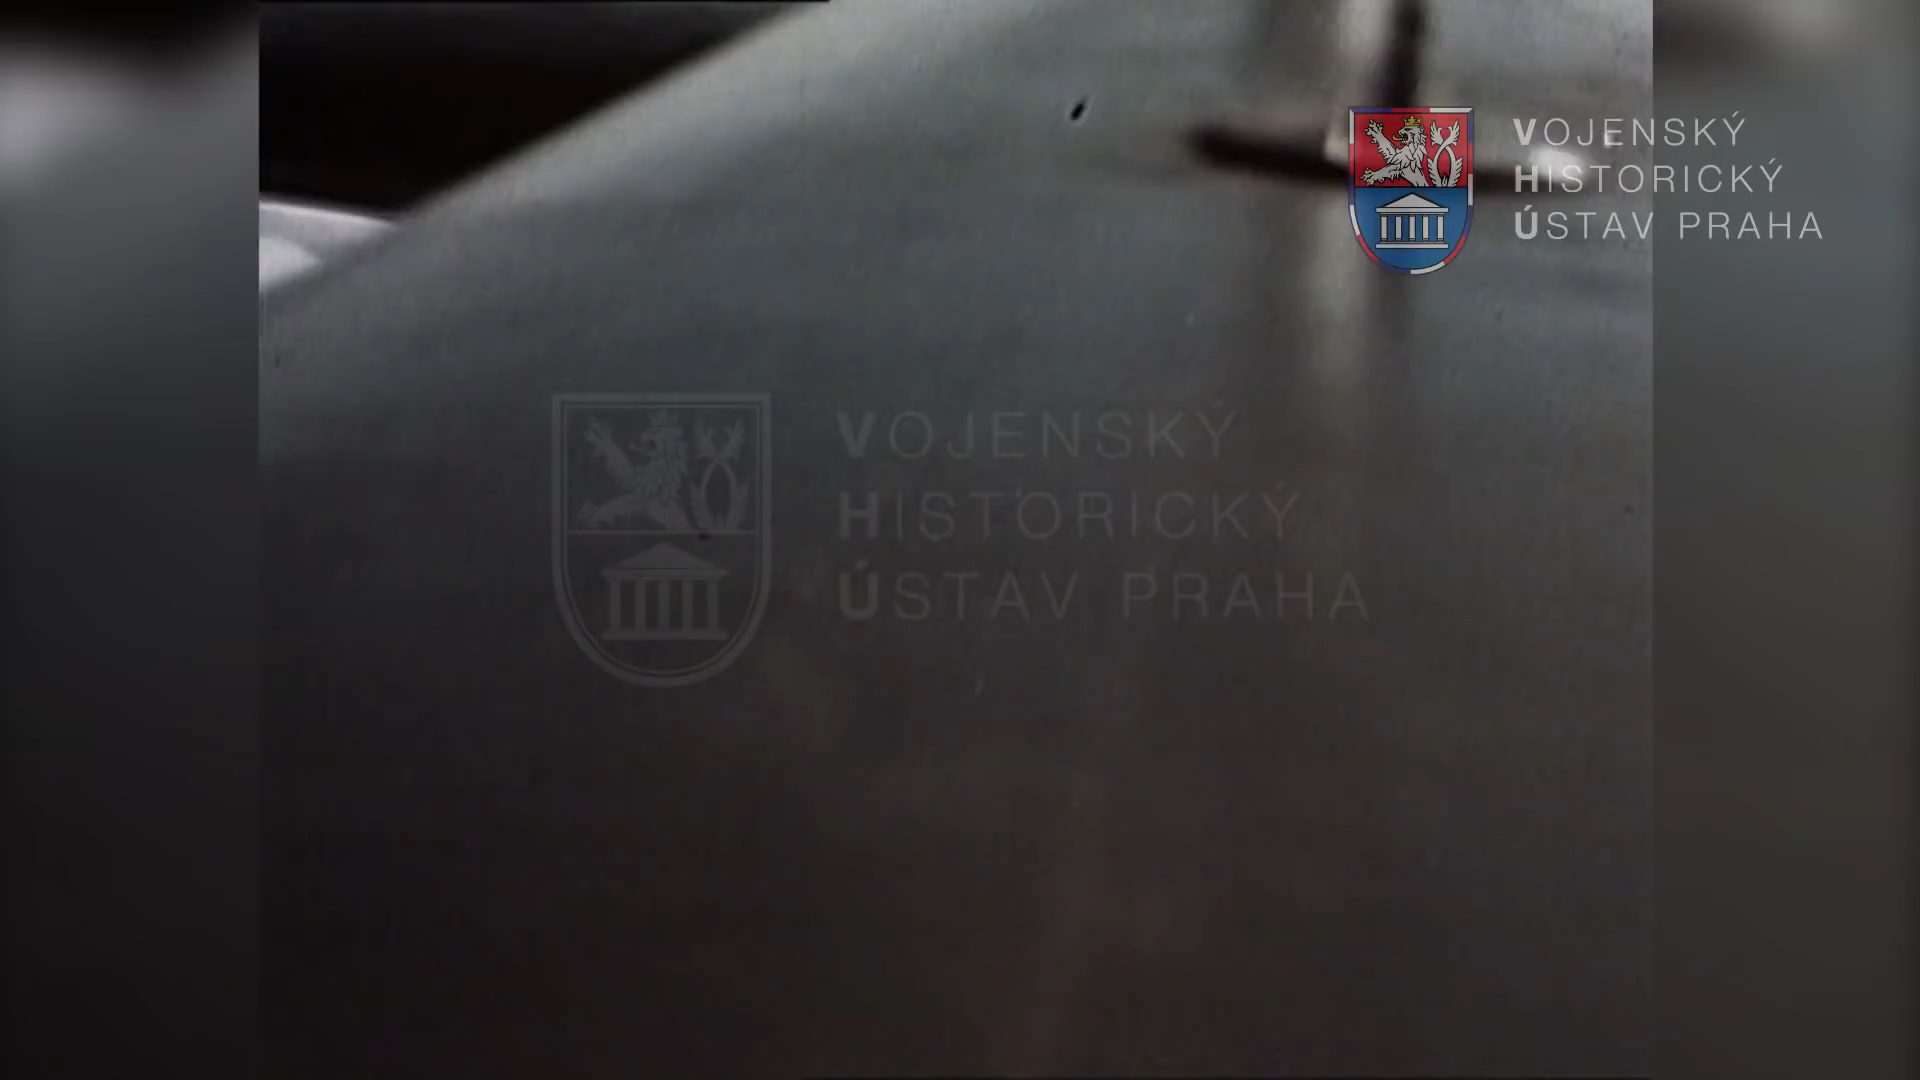 VOJENSKÝ
HISTORICKÝ
ÚSTAV PRAHA
VOJENSKÝ
HISTORICKÝ
ÚSTAV PRAHA